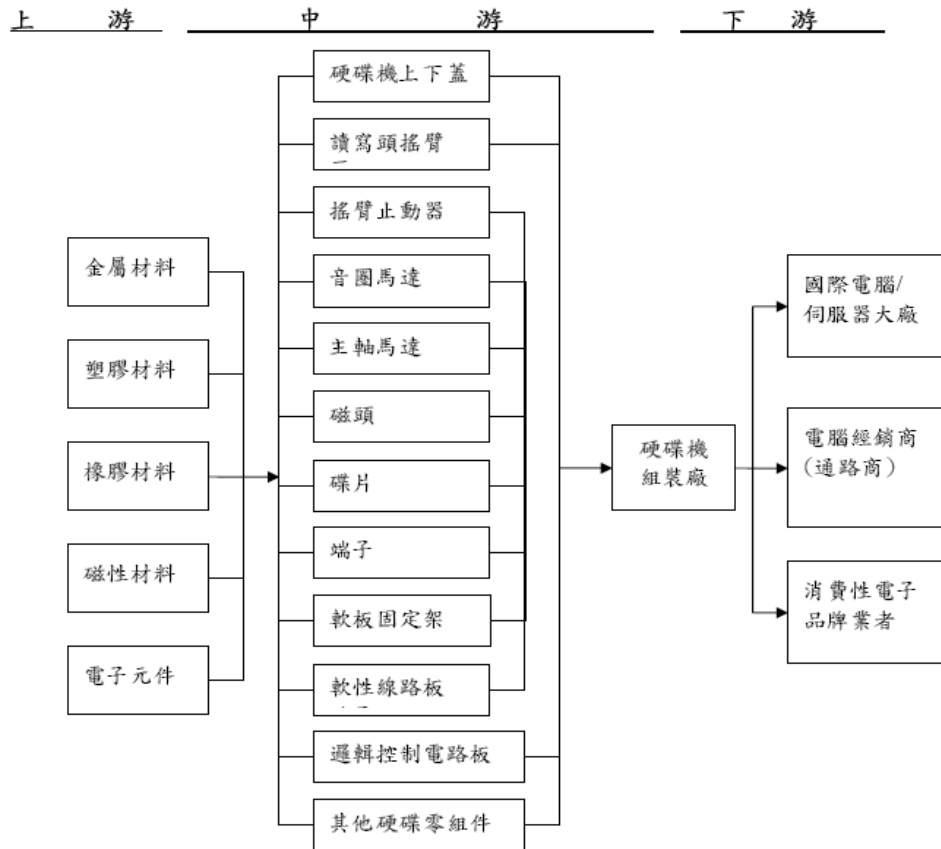 上游
中游
下游
硬碟機上下蓋
讀寫頭搖臂
搖臂止動器
音圈馬達
主軸馬達
磁頭
碟片
端子
軟板固定架
軟性線路板
邏輯控制電路板
其他硬碟零組件
金屬材料
塑膠材料
橡膠材料
磁性材料
電子元件
硬碟機
組裝廠
國際電腦/
伺服器大廠
電腦經銷商
(通路商)
消費性電子
品牌業者